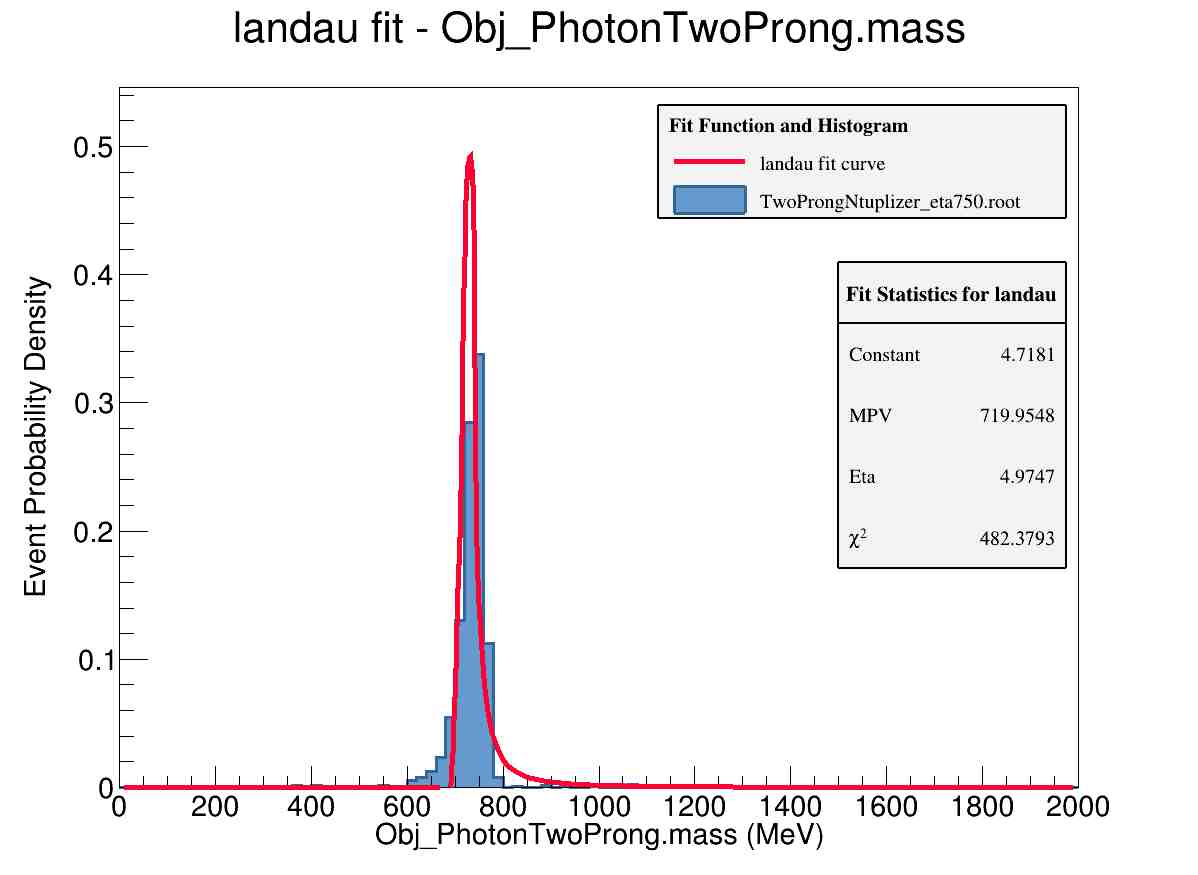 landau fit - Obj_PhotonTwoProng.mass
Fit Function and Histogram
landau fit curve
TwoProngNtuplizer_eta750.root
Fit Statistics for landau
Constant 4.7181
MPV 719.9548
Eta 4.9747
χ² 482.3793
Event Probability Density
0.5
0.4
0.3
0.2
0.1
0
0 200 400 600 800 1000 1200 1400 1600 1800 2000
Obj_PhotonTwoProng.mass (MeV)